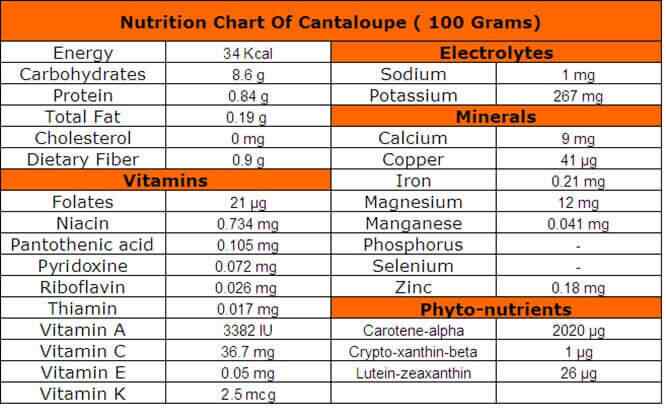 Nutrition Chart Of Cantaloupe ( 100 Grams)
Energy 34 Kcal Electrolytes
Carbohydrates 8.6 g Sodium 1 mg
Protein 0.84 g Potassium 267 mg
Total Fat 0.19 g Minerals
Cholesterol 0 mg Calcium 9 mg
Dietary Fiber 0.9 g Copper 41 µg
Vitamins Iron 0.21 mg
Folates 21 µg Magnesium 12 mg
Niacin 0.734 mg Manganese 0.041 mg
Pantothenic acid 0.105 mg Phosphorus -
Pyridoxine 0.072 mg Selenium -
Riboflavin 0.026 mg Zinc 0.18 mg
Thiamin 0.017 mg Phyto-nutrients
Vitamin A 3382 IU Carotene-alpha 2020 µg
Vitamin C 36.7 mg Crypto-xanthin-beta 1 µg
Vitamin E 0.05 mg Lutein-zeaxanthin 26 µg
Vitamin K 2.5 mcg